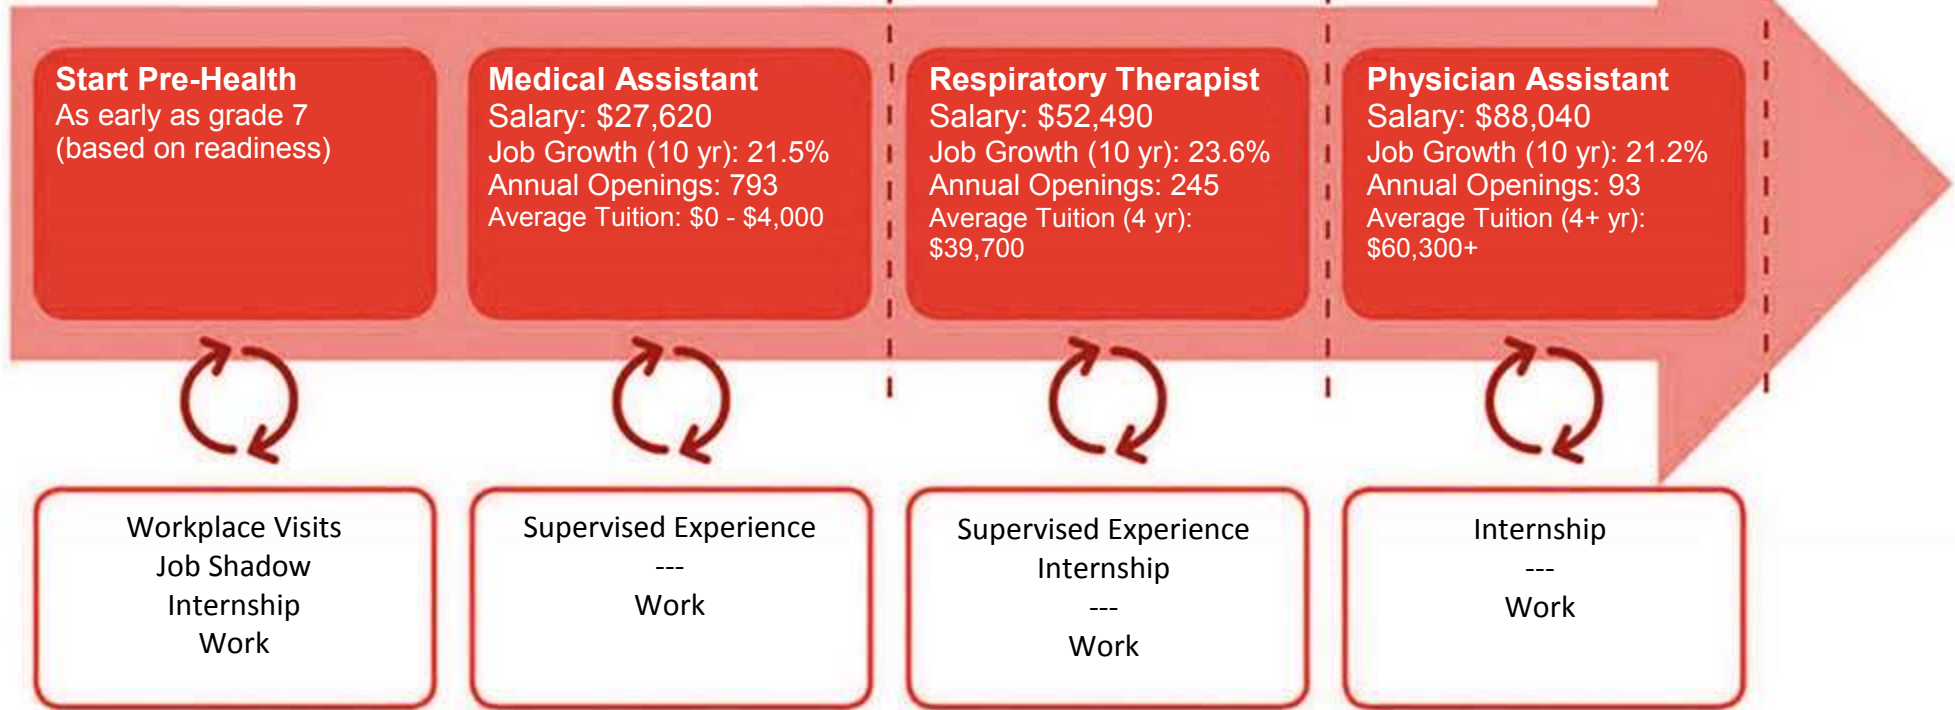 Start Pre-Health
As early as grade 7
(based on readiness)
Medical Assistant
Salary: $27,620
Job Growth (10 yr): 21.5%
Annual Openings: 793
Average Tuition: $0 - $4,000
Respiratory Therapist
Salary: $52,490
Job Growth (10 yr): 23.6%
Annual Openings: 245
Average Tuition (4 yr):
$39,700
Physician Assistant
Salary: $88,040
Job Growth (10 yr): 21.2%
Annual Openings: 93
Average Tuition (4+ yr):
$60,300+
Workplace Visits
Job Shadow
Internship
Work
Supervised Experience
---
Work
Supervised Experience
Internship
---
Work
Internship
---
Work